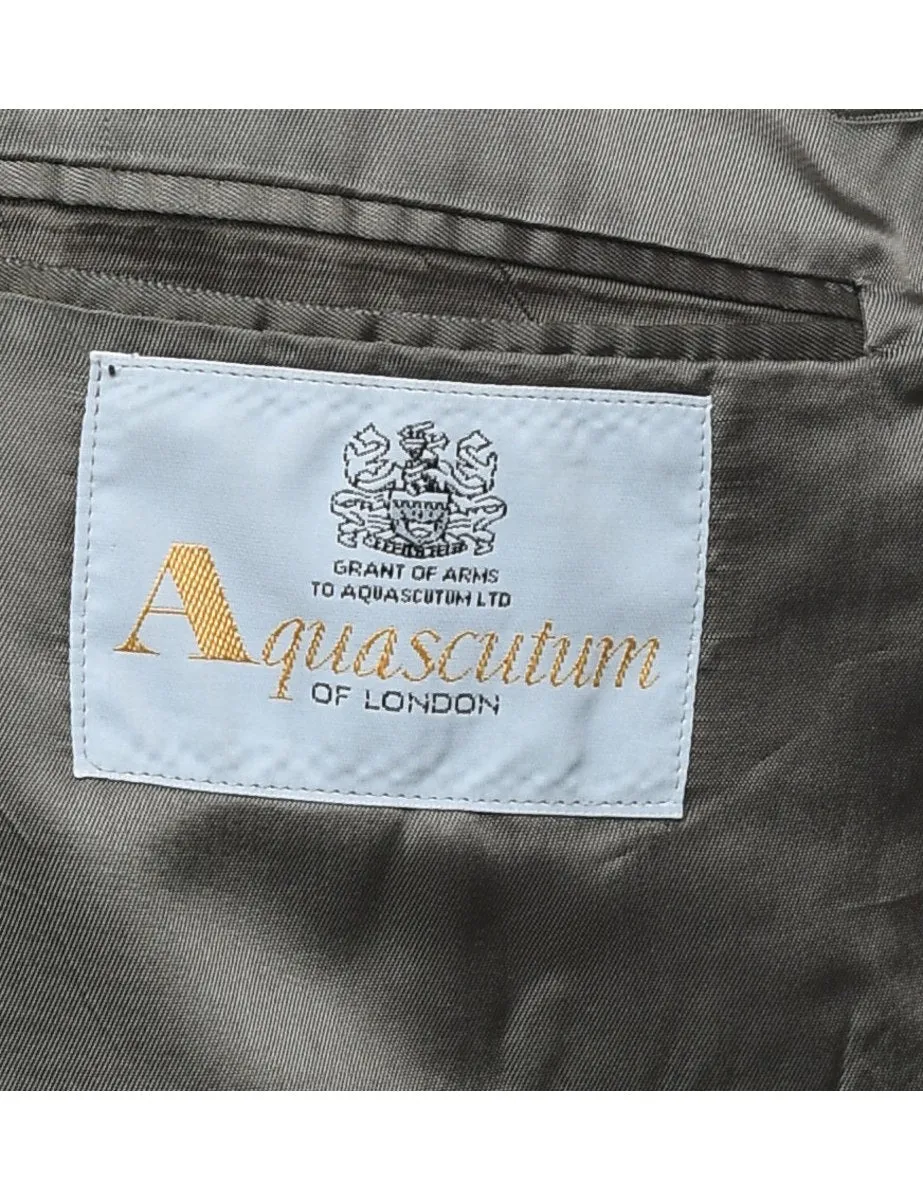 GRANT OF ARMS
TO AQUASCUTUM LTD
Aquascutum
OF LONDON